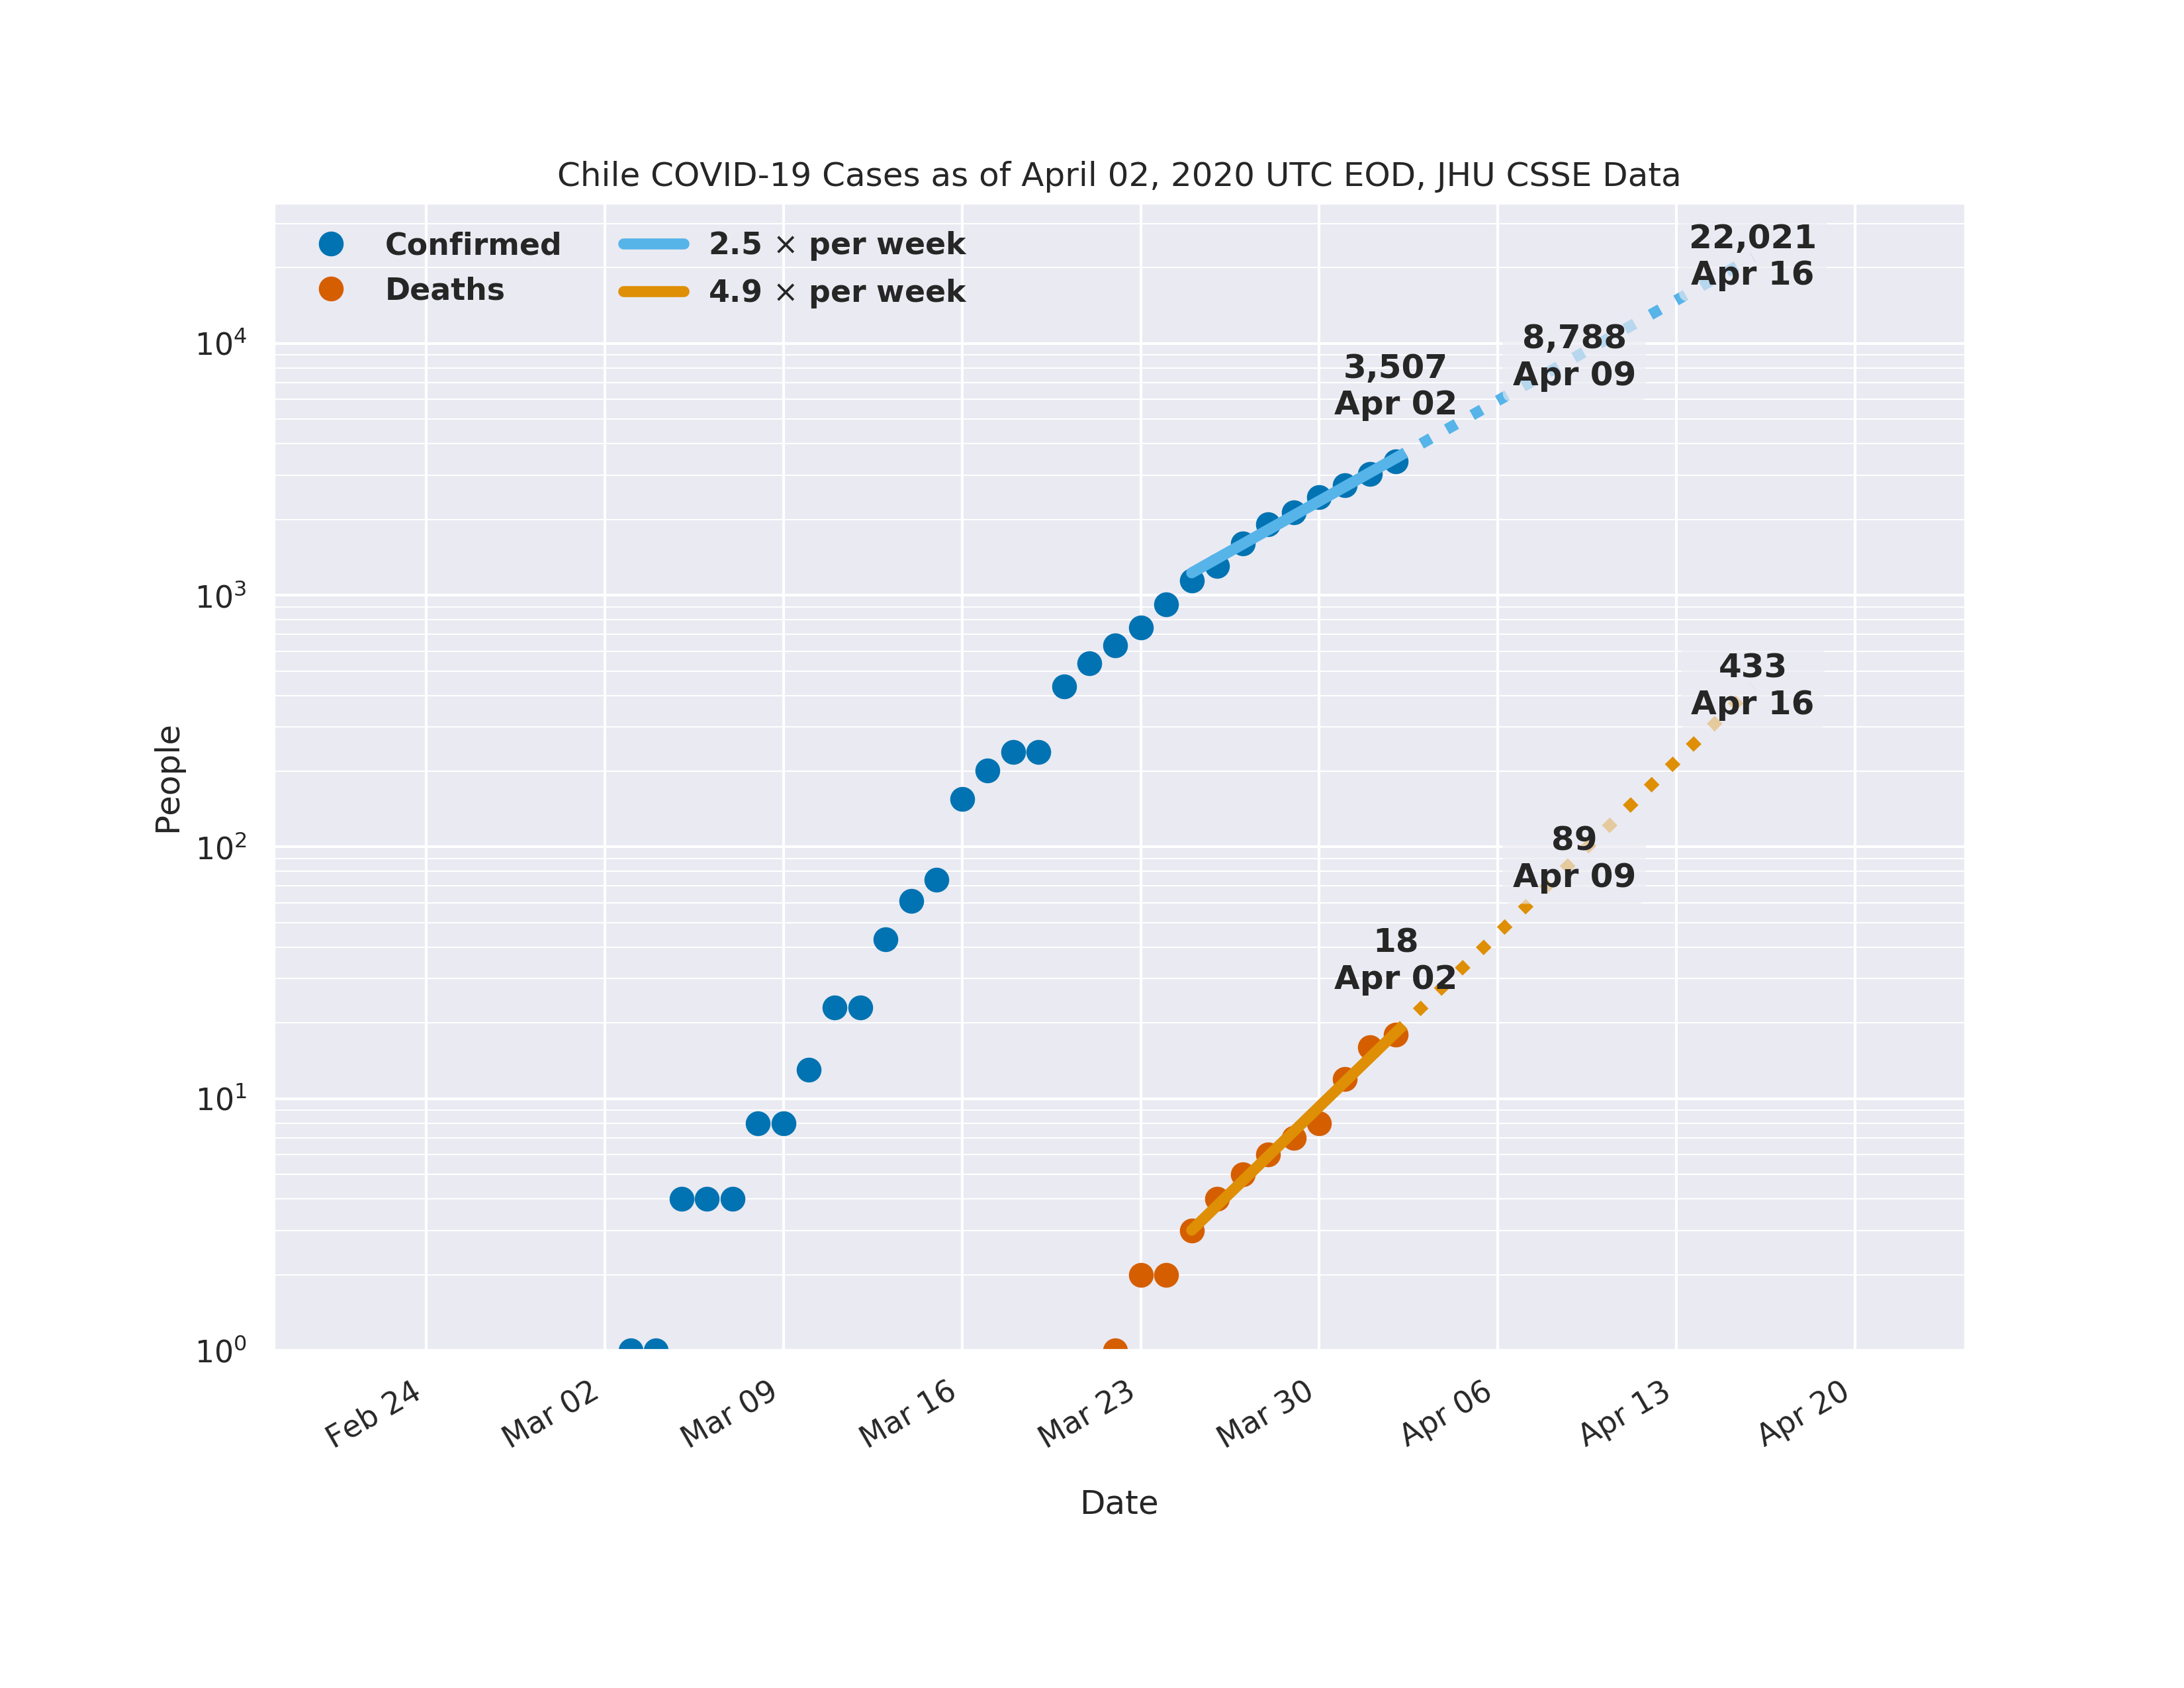 Chile COVID-19 Cases as of April 02, 2020 UTC EOD, JHU CSSE Data
Confirmed
Deaths
2.5 × per week
4.9 × per week
22,021
Apr 16
8,788
Apr 09
3,507
Apr 02
433
Apr 16
89
Apr 09
18
Apr 02
People
10⁴
10³
10²
10¹
10⁰
Feb 24
Mar 02
Mar 09
Mar 16
Mar 23
Mar 30
Apr 06
Apr 13
Apr 20
Date